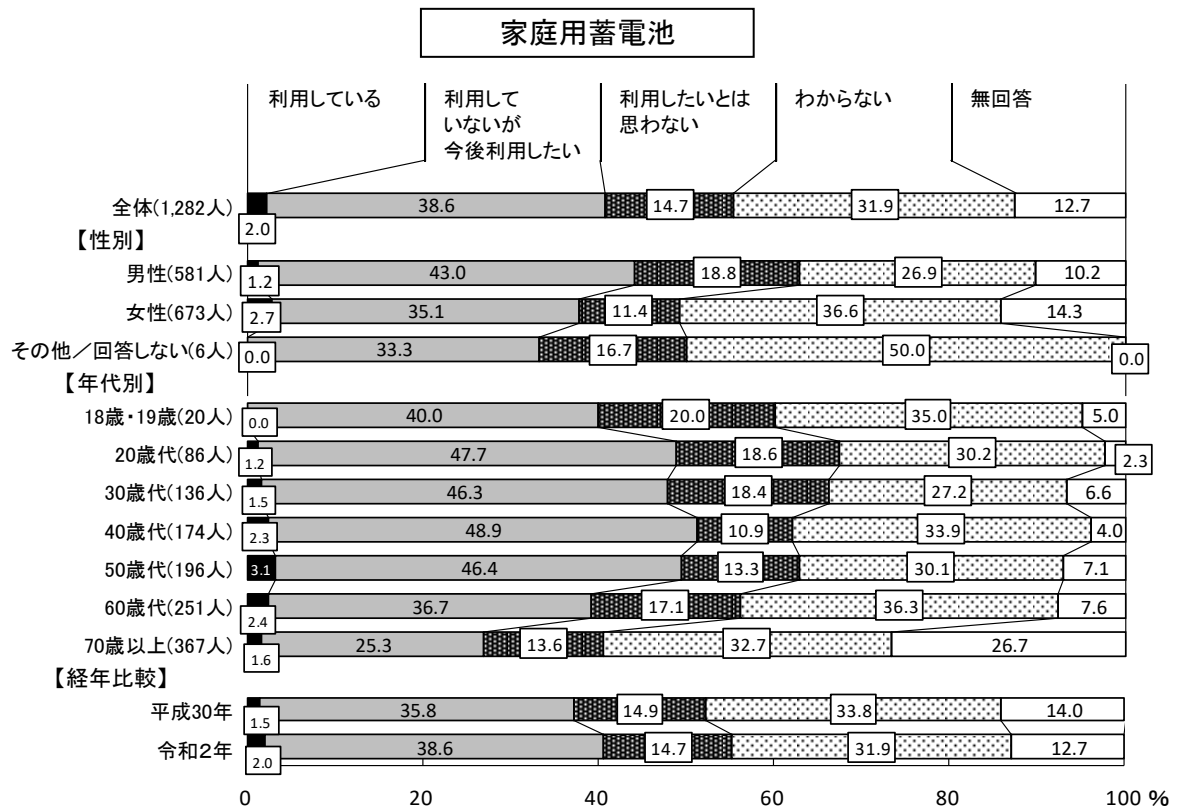 家庭用蓄電池
利用している
利用して
いないが
今後利用したい
利用したいとは
思わない
わからない
無回答
全体(1,282人)
2.0
38.6
14.7
31.9
12.7
【性別】
男性(581人)
1.2
43.0
18.8
26.9
10.2
女性(673人)
2.7
35.1
11.4
36.6
14.3
その他／回答しない(6人)
0.0
33.3
16.7
50.0
0.0
【年代別】
18歳・19歳(20人)
0.0
40.0
20.0
35.0
5.0
20歳代(86人)
1.2
47.7
18.6
30.2
2.3
30歳代(136人)
1.5
46.3
18.4
27.2
6.6
40歳代(174人)
2.3
48.9
10.9
33.9
4.0
50歳代(196人)
3.1
46.4
13.3
30.1
7.1
60歳代(251人)
2.4
36.7
17.1
36.3
7.6
70歳以上(367人)
1.6
25.3
13.6
32.7
26.7
【経年比較】
平成30年
1.5
35.8
14.9
33.8
14.0
令和2年
2.0
38.6
14.7
31.9
12.7
0 20 40 60 80 100 %